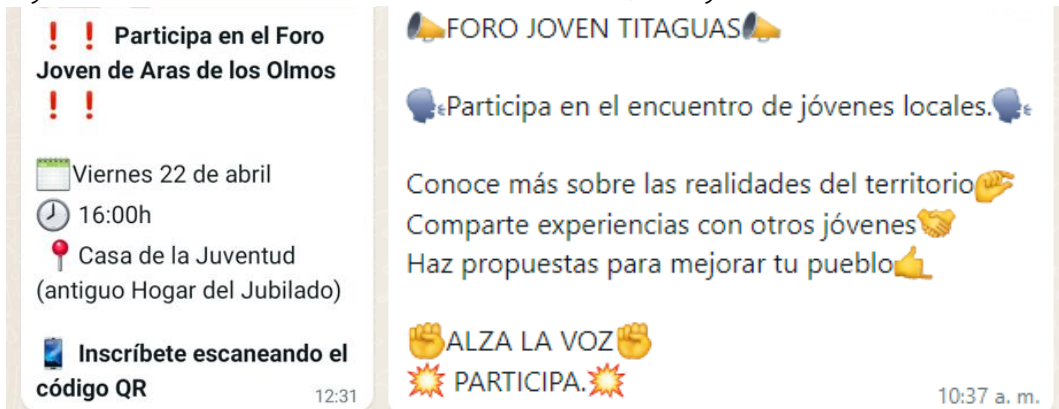 ❗❗ Participa en el Foro
Joven de Aras de los Olmos
❗❗
🗓️Viernes 22 de abril
🕗 16:00h
📍 Casa de la Juventud
(antiguo Hogar del Jubilado)
📱 Inscríbete escaneando el
código QR
12:31
📣FORO JOVEN TITAGUAS📣
🗣️Participa en el encuentro de jóvenes locales.🗣️
Conoce más sobre las realidades del territorio🫴
Comparte experiencias con otros jóvenes🤝
Haz propuestas para mejorar tu pueblo🤙
✊ALZA LA VOZ✊
💥 PARTICIPA.💥
10:37 a. m.